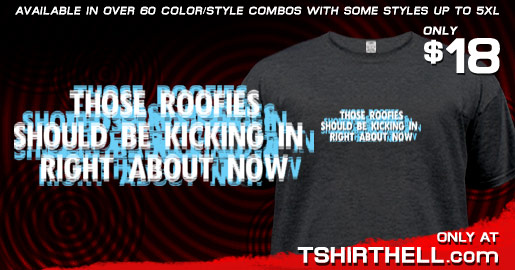 AVAILABLE IN OVER 60 COLOR/STYLE COMBOS WITH SOME STYLES UP TO 5XL
ONLY
$18
THOSE ROOFIES
SHOULD BE KICKING IN
RIGHT ABOUT NOW
THOSE ROOFIES
SHOULD BE KICKING IN
RIGHT ABOUT NOW
ONLY AT
TSHIRTHELL.com